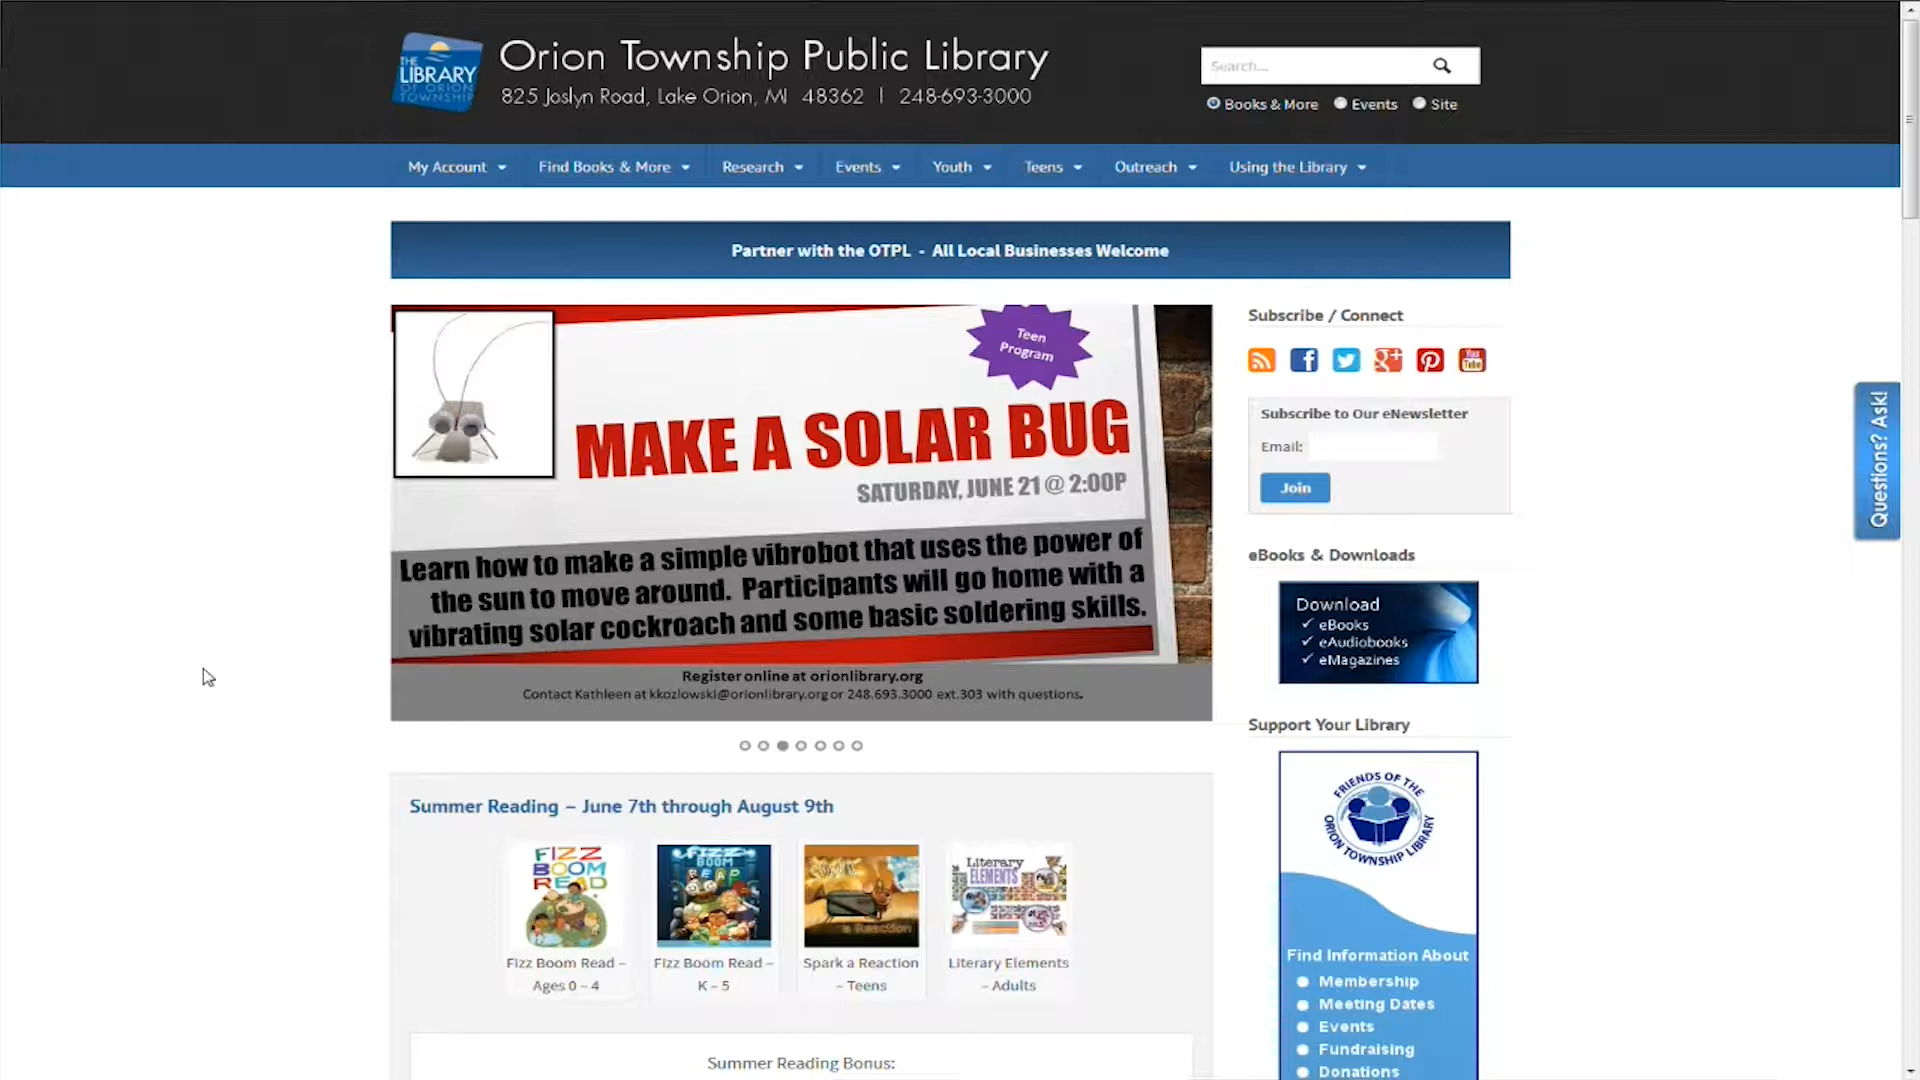 THE
LIBRARY
OF ORION
TOWNSHIP
Orion Township Public Library
825 Joslyn Road, Lake Orion, MI 48362 | 248-693-3000
Search...
Books & More Events Site
My Account Find Books & More Research Events Youth Teens Outreach Using the Library
Partner with the OTPL - All Local Businesses Welcome
Teen
Program
MAKE A SOLAR BUG
SATURDAY, JUNE 21 @ 2:00P
Learn how to make a simple vibrobot that uses the power of
the sun to move around. Participants will go home with a
vibrating solar cockroach and some basic soldering skills.
Register online at orionlibrary.org
Contact Kathleen at kkozlowski@orionlibrary.org or 248.693.3000 ext.303 with questions.
Subscribe / Connect
You
Tube
Subscribe to Our eNewsletter
Email:
Join
Questions? Ask!
eBooks & Downloads
Download
✓ eBooks
✓ eAudiobooks
✓ eMagazines
Support Your Library
FRIENDS OF THE
ORION TOWNSHIP LIBRARY
Find Information About
Membership
Meeting Dates
Events
Fundraising
Donations
Summer Reading – June 7th through August 9th
FIZZ
BOOM
READ
FIZZ
BOOM
READ
a Reaction
Literary
ELEMENTS
Fizz Boom Read –
Ages 0 – 4
Fizz Boom Read –
K – 5
Spark a Reaction
– Teens
Literary Elements
– Adults
Summer Reading Bonus: